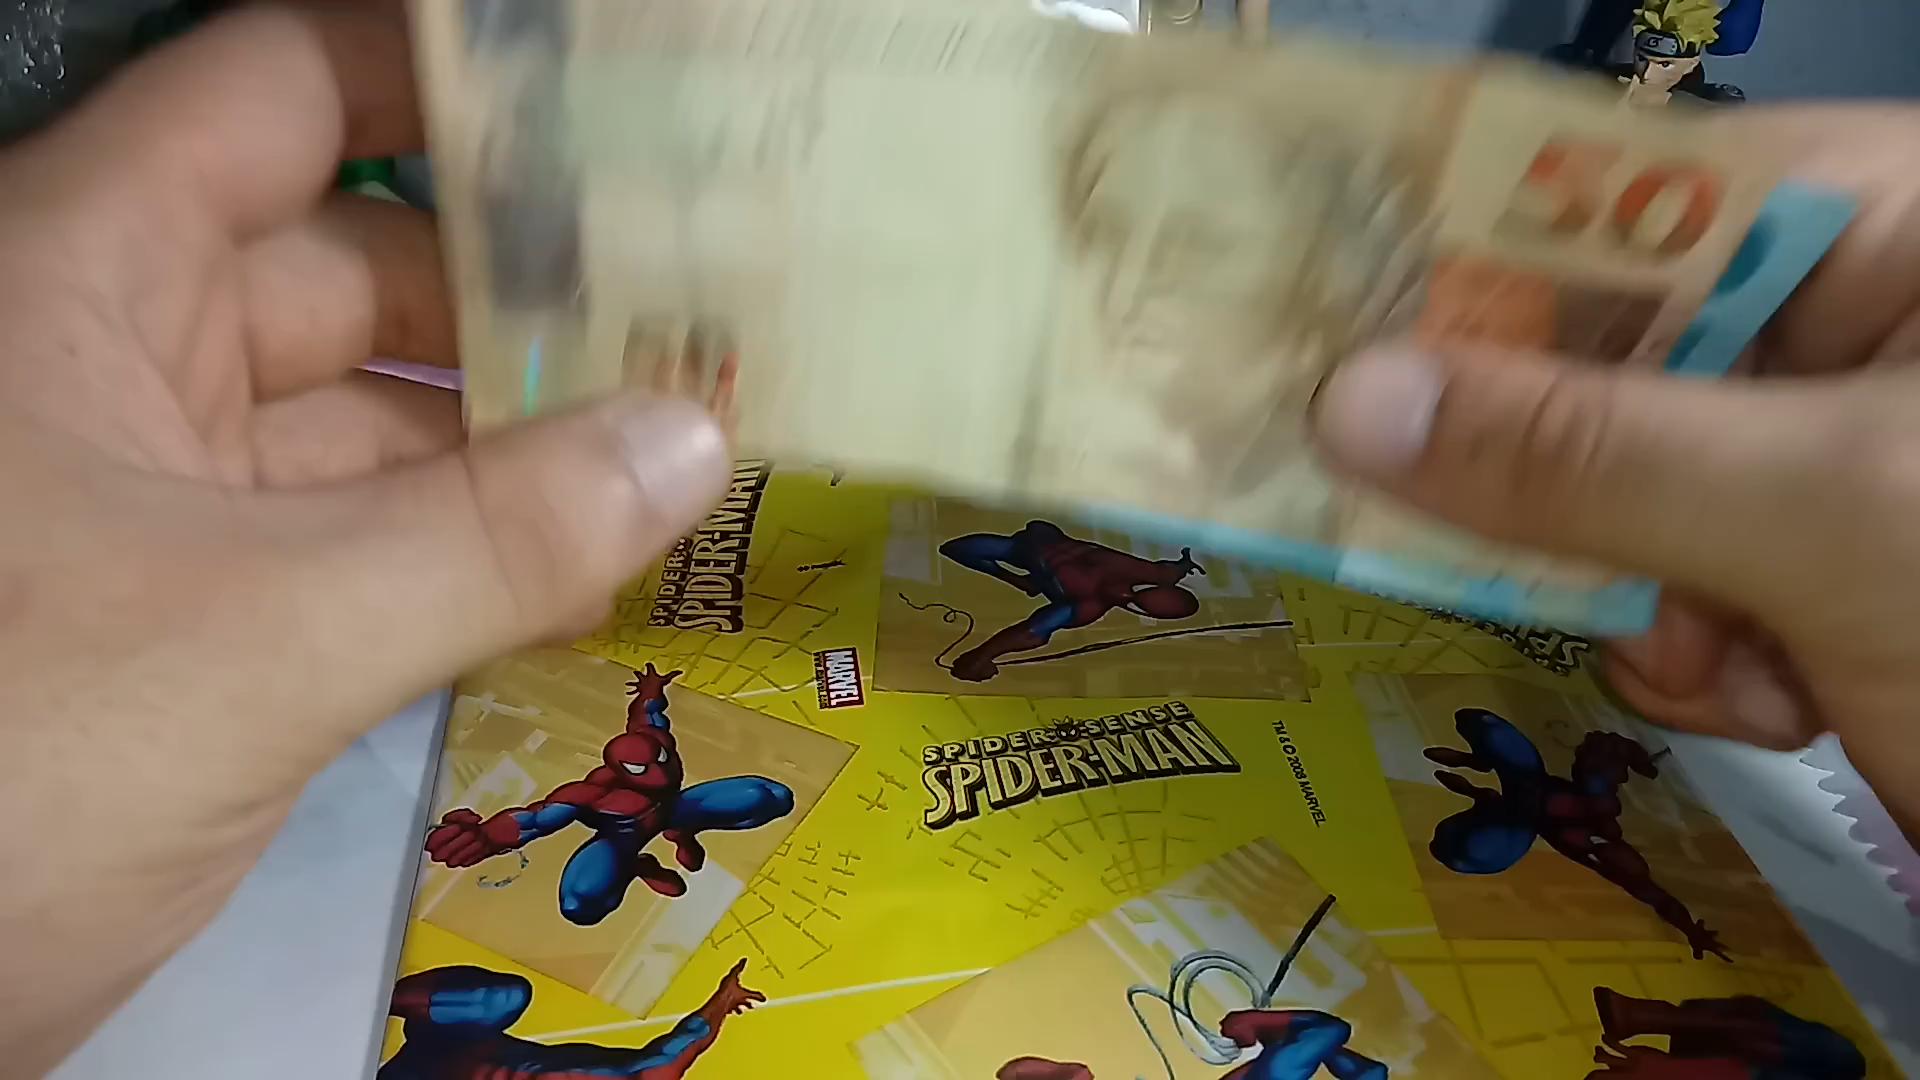 50
SPIDER-SENSE
SPIDER-MAN
MARVEL
SPIDER-SENSE
SPIDER-MAN
TM & © 2008 MARVEL